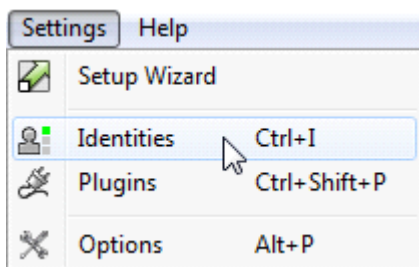 Settings Help
Setup Wizard
Identities Ctrl+I
Plugins Ctrl+Shift+P
Options Alt+P